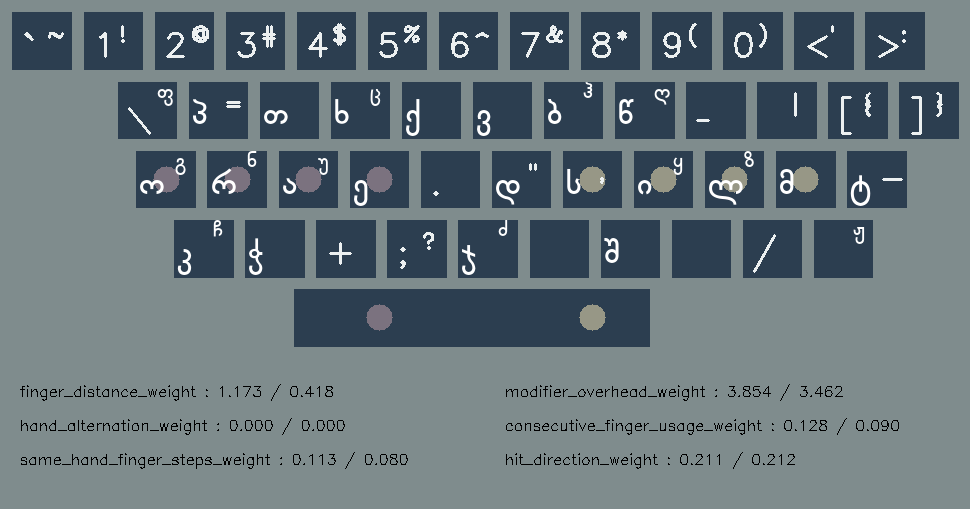 ` ~ 1 ! 2 @ 3 # 4 $ 5 % 6 ^ 7 & 8 * 9 ( 0 ) < ' > :
\ ფ პ = თ ხ ც ქ ვ ბ ჰ წ ღ _ | [ { ] }
ო გ რ ნ ა უ ე . დ " ს , ი ყ ლ ზ მ ტ —
კ ჩ ჭ + ; ? ჯ ძ შ / ჟ
finger_distance_weight : 1.173 / 0.418 modifier_overhead_weight : 3.854 / 3.462
hand_alternation_weight : 0.000 / 0.000 consecutive_finger_usage_weight : 0.128 / 0.090
same_hand_finger_steps_weight : 0.113 / 0.080 hit_direction_weight : 0.211 / 0.212